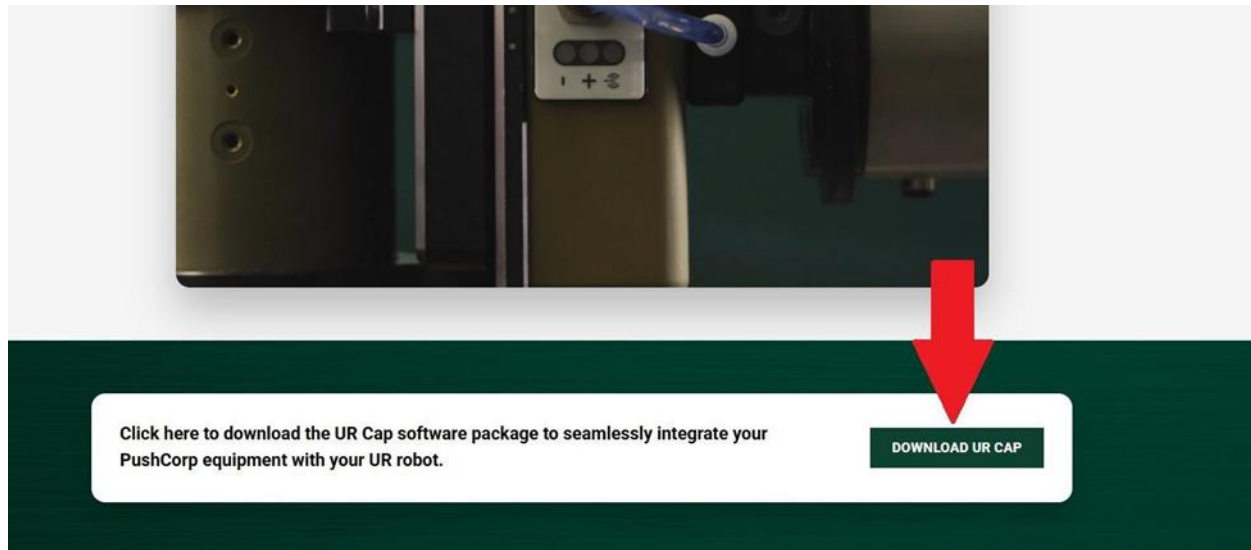 Click here to download the UR Cap software package to seamlessly integrate your
PushCorp equipment with your UR robot.
DOWNLOAD UR CAP